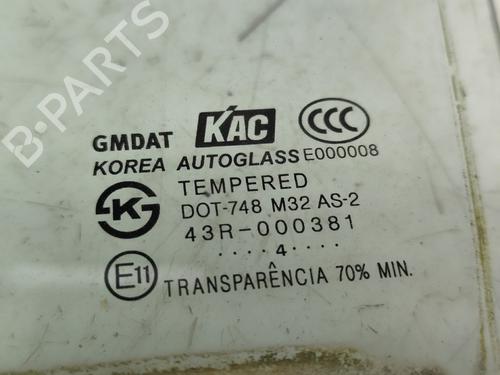 B-PARTS
GMDAT KAC CCC
KOREA AUTOGLASS E000008
TEMPERED
KS
DOT-748 M32 AS-2
43R-000381
....4....
E11 TRANSPARÊNCIA 70% MIN.